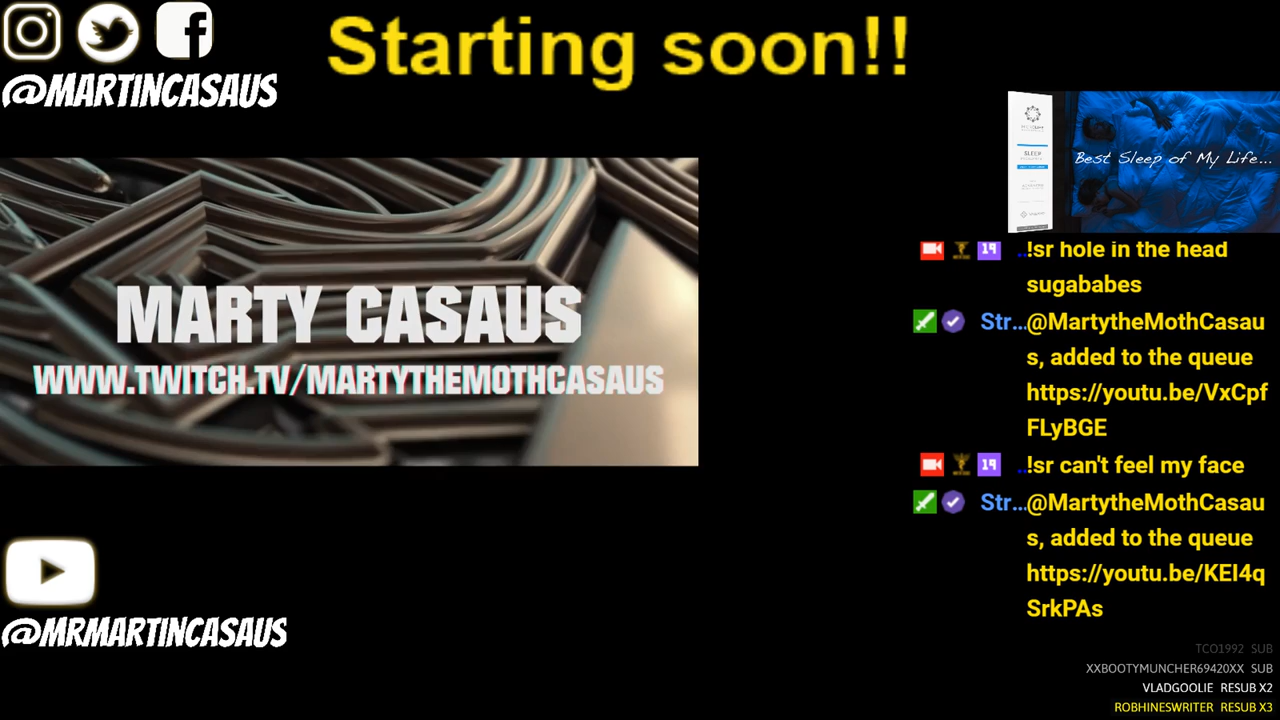 Starting soon!!
@MARTINCASAUS
SLEEP
Best Sleep of My Life...
MARTY CASAUS
WWW.TWITCH.TV/MARTYTHEMOTHCASAUS
19 ..!sr hole in the head
sugababes
Str...@MartytheMothCasau
s, added to the queue
https://youtu.be/VxCpf
FLyBGE
19 ..!sr can't feel my face
Str...@MartytheMothCasau
s, added to the queue
https://youtu.be/KEI4q
SrkPAs
@MRMARTINCASAUS
TCO1992 SUB
XXBOOTYMUNCHER69420XX SUB
VLADGOOLIE RESUB X2
ROBHINESWRITER RESUB X3